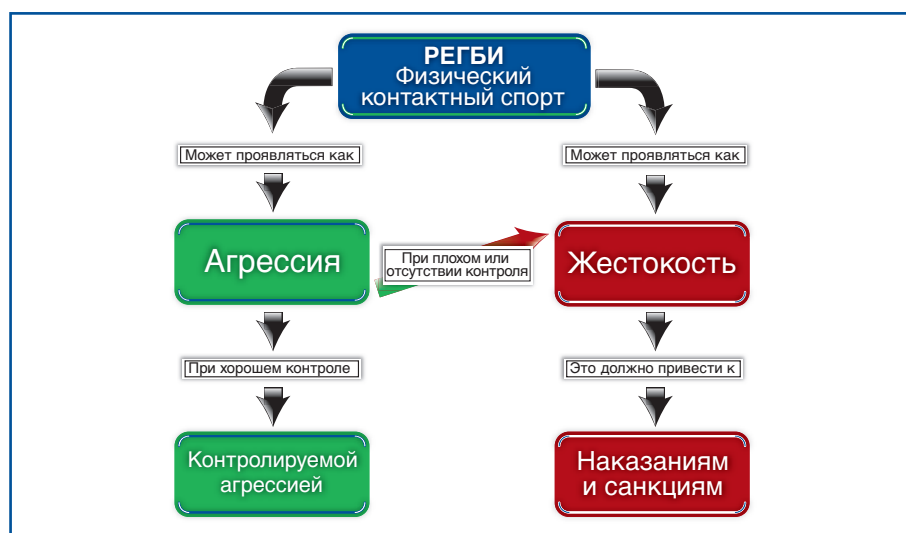 РЕГБИ
Физический
контактный спорт
Может проявляться как
Может проявляться как
Агрессия
При плохом или
отсутствии контроля
Жестокость
При хорошем контроле
Это должно привести к
Контролируемой
агрессией
Наказаниям
и санкциям